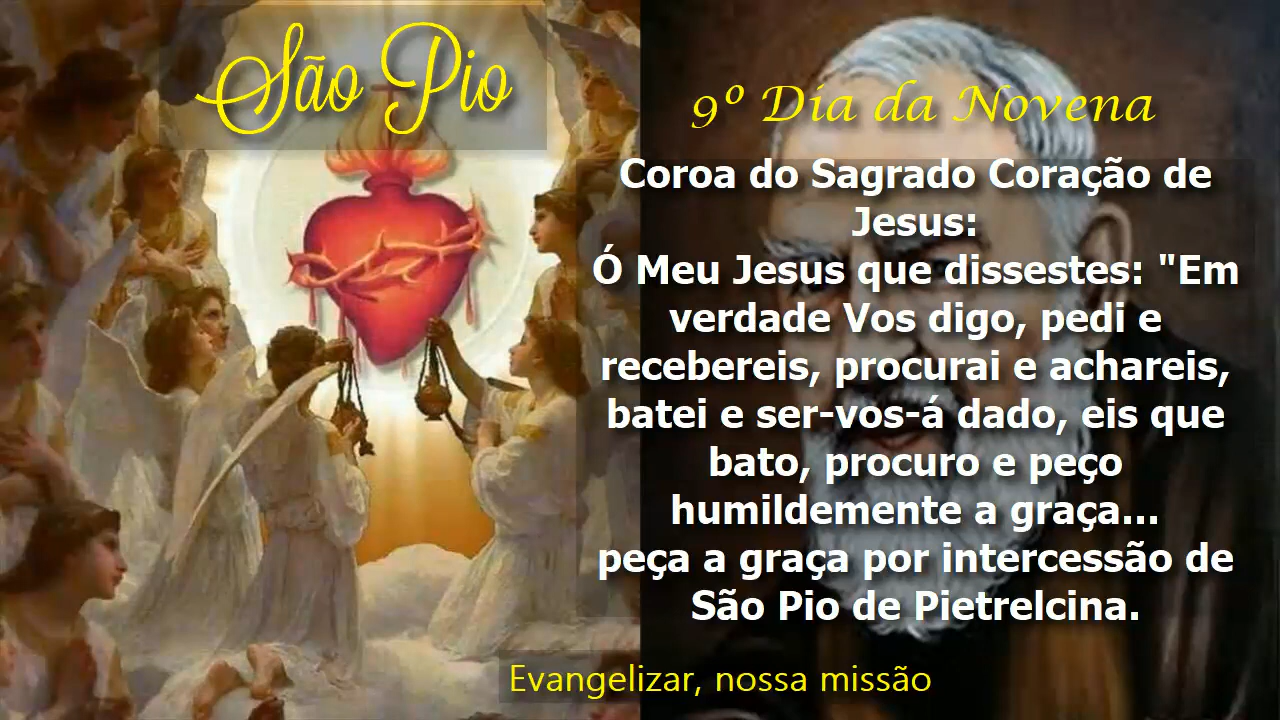 São Pio
9º Dia da Novena
Coroa do Sagrado Coração de
Jesus:
Ó Meu Jesus que dissestes: "Em
verdade Vos digo, pedi e
recebereis, procurai e achareis,
batei e ser-vos-á dado, eis que
bato, procuro e peço
humildemente a graça...
peça a graça por intercessão de
São Pio de Pietrelcina.
Evangelizar, nossa missão